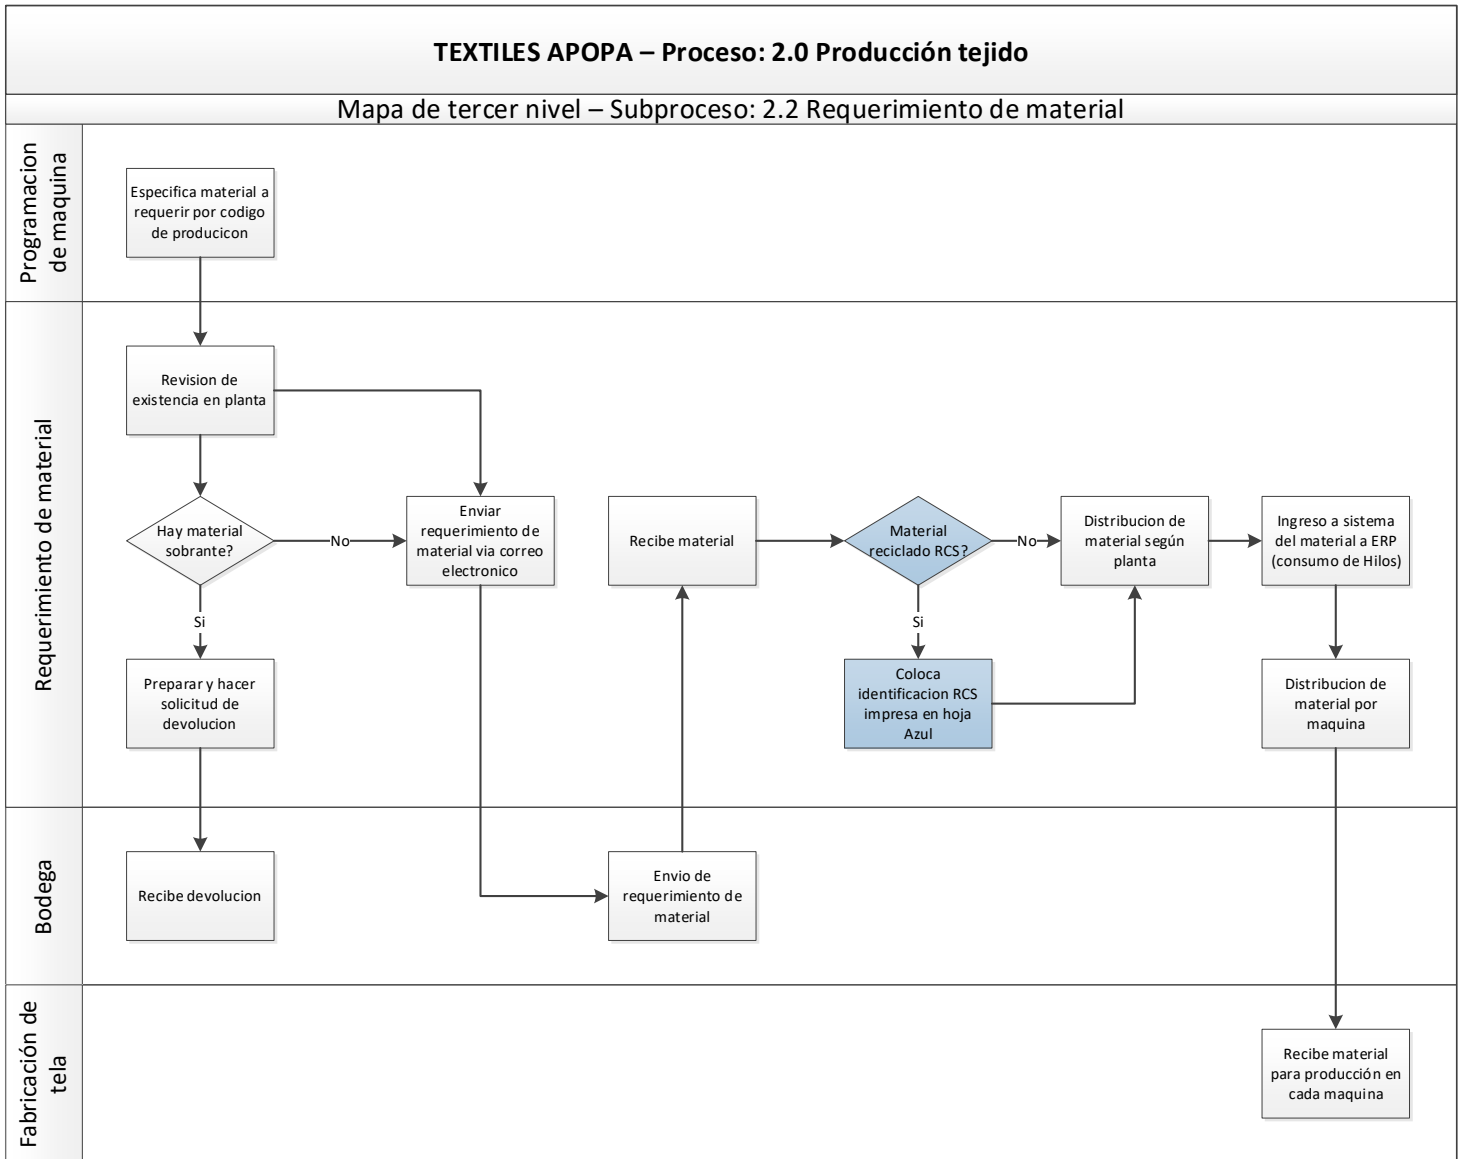 TEXTILES APOPA – Proceso: 2.0 Producción tejido
Mapa de tercer nivel – Subproceso: 2.2 Requerimiento de material
Programacion
de maquina
Especifica material a
requerir por codigo
de producicon
Requerimiento de material
Revision de
existencia en planta
Hay material
sobrante?
No
Enviar
requerimiento de
material via correo
electronico
Si
Preparar y hacer
solicitud de
devolucion
Recibe material
Material
reciclado RCS?
No
Si
Coloca
identificacion RCS
impresa en hoja
Azul
Distribucion de
material según
planta
Ingreso a sistema
del material a ERP
(consumo de Hilos)
Distribucion de
material por
maquina
Bodega
Recibe devolucion
Envio de
requerimiento de
material
Fabricación de
tela
Recibe material
para producción en
cada maquina